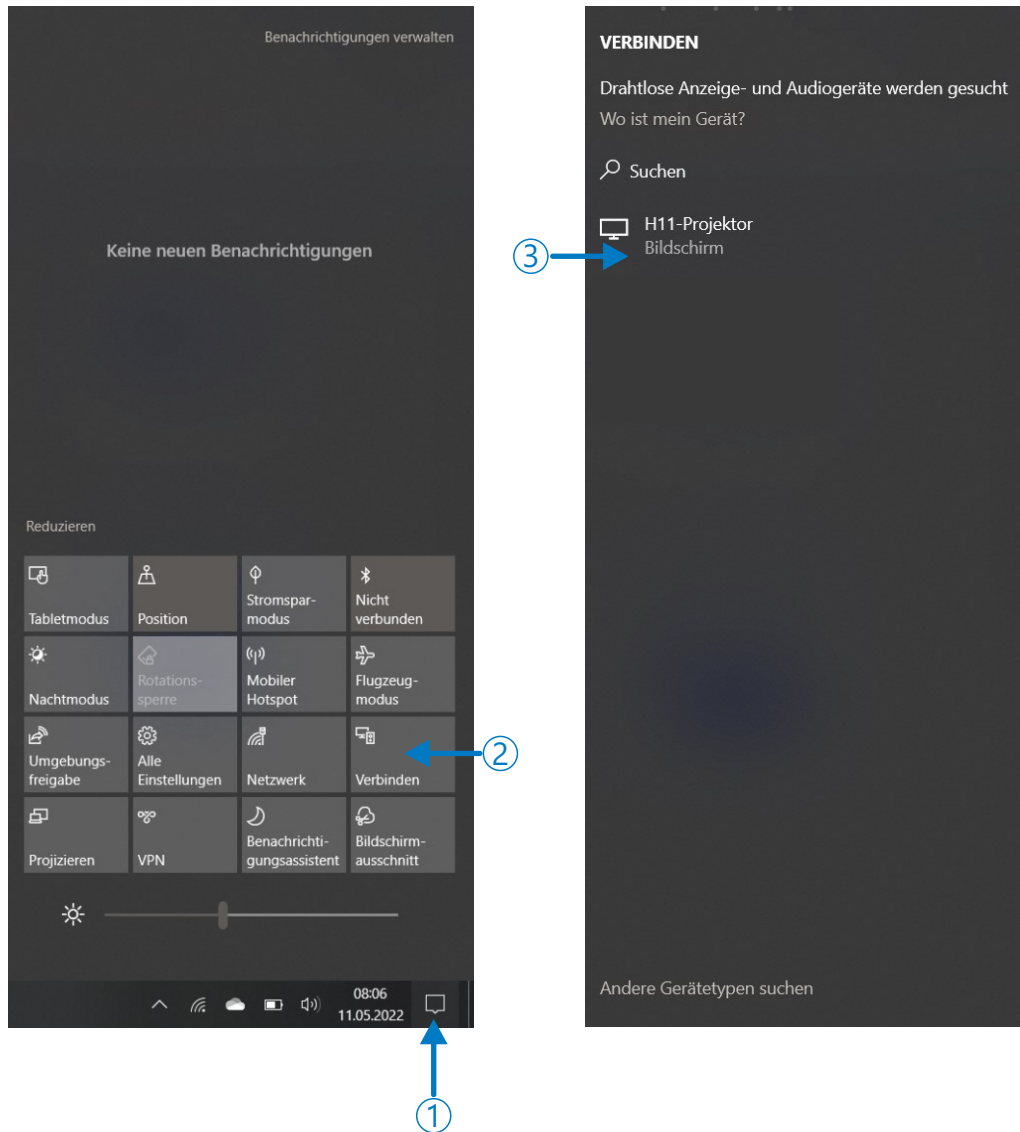 Benachrichtigungen verwalten
Keine neuen Benachrichtigungen
Reduzieren
Tabletmodus
Position
Stromspar-
modus
Nicht
verbunden
Nachtmodus
Rotations-
sperre
Mobiler
Hotspot
Flugzeug-
modus
Umgebungs-
freigabe
Alle
Einstellungen
Netzwerk
Verbinden
2
Projizieren
VPN
Benachrichti-
gungsassistent
Bildschirm-
ausschnitt
08:06
11.05.2022
1
VERBINDEN
Drahtlose Anzeige- und Audiogeräte werden gesucht
Wo ist mein Gerät?
Suchen
H11-Projektor
Bildschirm
3
Andere Gerätetypen suchen